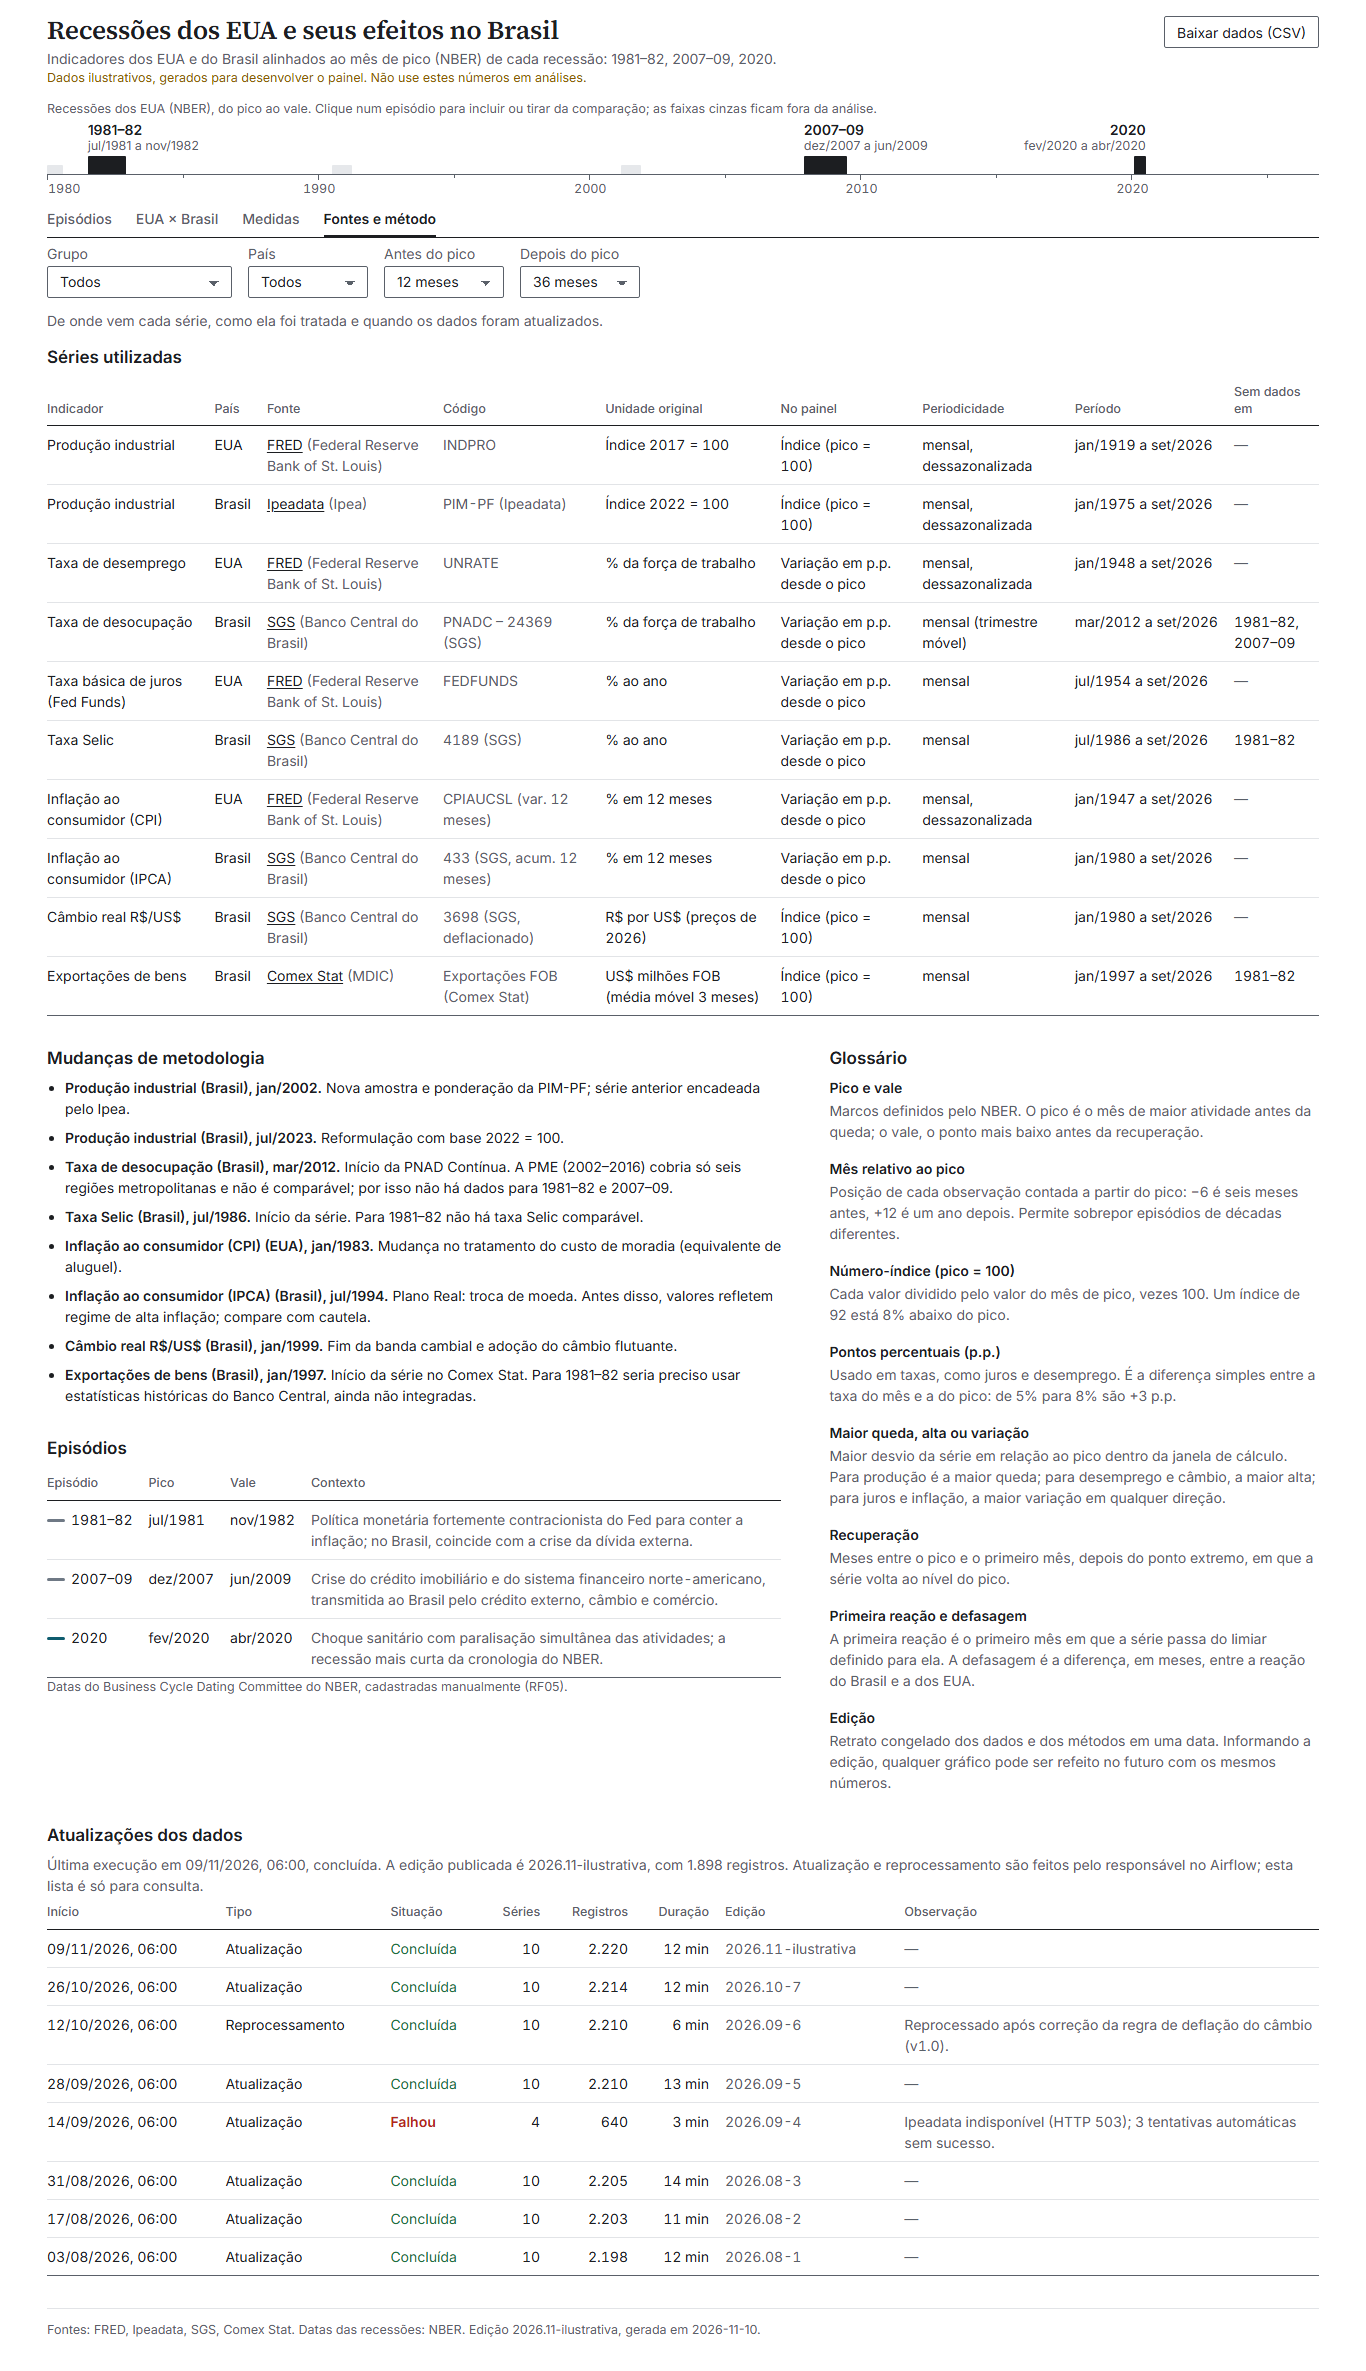 Recessões dos EUA e seus efeitos no Brasil
Baixar dados (CSV)
Indicadores dos EUA e do Brasil alinhados ao mês de pico (NBER) de cada recessão: 1981–82, 2007–09, 2020.
Dados ilustrativos, gerados para desenvolver o painel. Não use estes números em análises.
Recessões dos EUA (NBER), do pico ao vale. Clique num episódio para incluir ou tirar da comparação; as faixas cinzas ficam fora da análise.
1981–82 2007–09 2020
jul/1981 a nov/1982 dez/2007 a jun/2009 fev/2020 a abr/2020
1980 1990 2000 2010 2020
Episódios EUA × Brasil Medidas Fontes e método
Grupo País Antes do pico Depois do pico
Todos Todos 12 meses 36 meses
De onde vem cada série, como ela foi tratada e quando os dados foram atualizados.
Séries utilizadas
Indicador País Fonte Código Unidade original No painel Periodicidade Período Sem dados em
Produção industrial EUA FRED (Federal Reserve Bank of St. Louis) INDPRO Índice 2017 = 100 Índice (pico = 100) mensal, dessazonalizada jan/1919 a set/2026 —
Produção industrial Brasil Ipeadata (Ipea) PIM-PF (Ipeadata) Índice 2022 = 100 Índice (pico = 100) mensal, dessazonalizada jan/1975 a set/2026 —
Taxa de desemprego EUA FRED (Federal Reserve Bank of St. Louis) UNRATE % da força de trabalho Variação em p.p. desde o pico mensal, dessazonalizada jan/1948 a set/2026 —
Taxa de desocupação Brasil SGS (Banco Central do Brasil) PNADC – 24369 (SGS) % da força de trabalho Variação em p.p. desde o pico mensal (trimestre móvel) mar/2012 a set/2026 1981–82, 2007–09
Taxa básica de juros (Fed Funds) EUA FRED (Federal Reserve Bank of St. Louis) FEDFUNDS % ao ano Variação em p.p. desde o pico mensal jul/1954 a set/2026 —
Taxa Selic Brasil SGS (Banco Central do Brasil) 4189 (SGS) % ao ano Variação em p.p. desde o pico mensal jul/1986 a set/2026 1981–82
Inflação ao consumidor (CPI) EUA FRED (Federal Reserve Bank of St. Louis) CPIAUCSL (var. 12 meses) % em 12 meses Variação em p.p. desde o pico mensal, dessazonalizada jan/1947 a set/2026 —
Inflação ao consumidor (IPCA) Brasil SGS (Banco Central do Brasil) 433 (SGS, acum. 12 meses) % em 12 meses Variação em p.p. desde o pico mensal jan/1980 a set/2026 —
Câmbio real R$/US$ Brasil SGS (Banco Central do Brasil) 3698 (SGS, deflacionado) R$ por US$ (preços de 2026) Índice (pico = 100) mensal jan/1980 a set/2026 —
Exportações de bens Brasil Comex Stat (MDIC) Exportações FOB (Comex Stat) US$ milhões FOB (média móvel 3 meses) Índice (pico = 100) mensal jan/1997 a set/2026 1981–82
Mudanças de metodologia
• Produção industrial (Brasil), jan/2002. Nova amostra e ponderação da PIM-PF; série anterior encadeada
pelo Ipea.
• Produção industrial (Brasil), jul/2023. Reformulação com base 2022 = 100.
• Taxa de desocupação (Brasil), mar/2012. Início da PNAD Contínua. A PME (2002–2016) cobria só seis
regiões metropolitanas e não é comparável; por isso não há dados para 1981–82 e 2007–09.
• Taxa Selic (Brasil), jul/1986. Início da série. Para 1981–82 não há taxa Selic comparável.
• Inflação ao consumidor (CPI) (EUA), jan/1983. Mudança no tratamento do custo de moradia (equivalente de
aluguel).
• Inflação ao consumidor (IPCA) (Brasil), jul/1994. Plano Real: troca de moeda. Antes disso, valores refletem
regime de alta inflação; compare com cautela.
• Câmbio real R$/US$ (Brasil), jan/1999. Fim da banda cambial e adoção do câmbio flutuante.
• Exportações de bens (Brasil), jan/1997. Início da série no Comex Stat. Para 1981–82 seria preciso usar
estatísticas históricas do Banco Central, ainda não integradas.
Episódios
Episódio Pico Vale Contexto
1981–82 jul/1981 nov/1982 Política monetária fortemente contracionista do Fed para conter a
inflação; no Brasil, coincide com a crise da dívida externa.
2007–09 dez/2007 jun/2009 Crise do crédito imobiliário e do sistema financeiro norte-americano,
transmitida ao Brasil pelo crédito externo, câmbio e comércio.
2020 fev/2020 abr/2020 Choque sanitário com paralisação simultânea das atividades; a
recessão mais curta da cronologia do NBER.
Datas do Business Cycle Dating Committee do NBER, cadastradas manualmente (RF05).
Glossário
Pico e vale
Marcos definidos pelo NBER. O pico é o mês de maior atividade antes da
queda; o vale, o ponto mais baixo antes da recuperação.
Mês relativo ao pico
Posição de cada observação contada a partir do pico: −6 é seis meses
antes, +12 é um ano depois. Permite sobrepor episódios de décadas
diferentes.
Número-índice (pico = 100)
Cada valor dividido pelo valor do mês de pico, vezes 100. Um índice de
92 está 8% abaixo do pico.
Pontos percentuais (p.p.)
Usado em taxas, como juros e desemprego. É a diferença simples entre a
taxa do mês e a do pico: de 5% para 8% são +3 p.p.
Maior queda, alta ou variação
Maior desvio da série em relação ao pico dentro da janela de cálculo.
Para produção é a maior queda; para desemprego e câmbio, a maior alta;
para juros e inflação, a maior variação em qualquer direção.
Recuperação
Meses entre o pico e o primeiro mês, depois do ponto extremo, em que a
série volta ao nível do pico.
Primeira reação e defasagem
A primeira reação é o primeiro mês em que a série passa do limiar
definido para ela. A defasagem é a diferença, em meses, entre a reação
do Brasil e a dos EUA.
Edição
Retrato congelado dos dados e dos métodos em uma data. Informando a
edição, qualquer gráfico pode ser refeito no futuro com os mesmos
números.
Atualizações dos dados
Última execução em 09/11/2026, 06:00, concluída. A edição publicada é 2026.11-ilustrativa, com 1.898 registros. Atualização e reprocessamento são feitos pelo responsável no Airflow; esta
lista é só para consulta.
Início Tipo Situação Séries Registros Duração Edição Observação
09/11/2026, 06:00 Atualização Concluída 10 2.220 12 min 2026.11-ilustrativa —
26/10/2026, 06:00 Atualização Concluída 10 2.214 12 min 2026.10-7 —
12/10/2026, 06:00 Reprocessamento Concluída 10 2.210 6 min 2026.09-6 Reprocessado após correção da regra de deflação do câmbio
(v1.0).
28/09/2026, 06:00 Atualização Concluída 10 2.210 13 min 2026.09-5 —
14/09/2026, 06:00 Atualização Falhou 4 640 3 min 2026.09-4 Ipeadata indisponível (HTTP 503); 3 tentativas automáticas
sem sucesso.
31/08/2026, 06:00 Atualização Concluída 10 2.205 14 min 2026.08-3 —
17/08/2026, 06:00 Atualização Concluída 10 2.203 11 min 2026.08-2 —
03/08/2026, 06:00 Atualização Concluída 10 2.198 12 min 2026.08-1 —
Fontes: FRED, Ipeadata, SGS, Comex Stat. Datas das recessões: NBER. Edição 2026.11-ilustrativa, gerada em 2026-11-10.